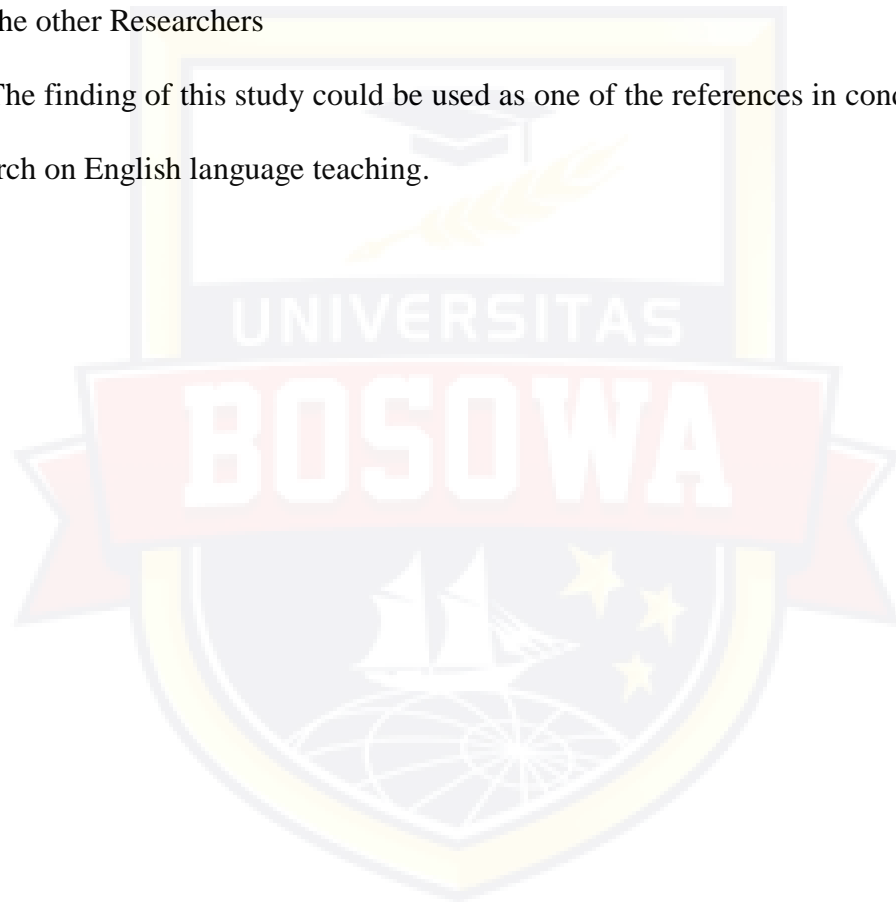 he other Researchers
The finding of this study could be used as one of the references in con
rch on English language teaching.
UNIVERSITAS
BOSOWA